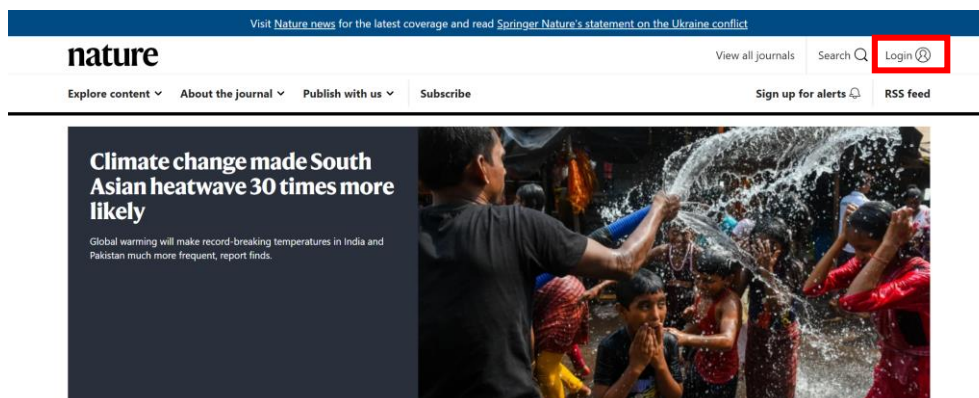 Visit Nature news for the latest coverage and read Springer Nature's statement on the Ukraine conflict
nature
View all journals Search Login
Explore content About the journal Publish with us Subscribe Sign up for alerts RSS feed
Climate change made South
Asian heatwave 30 times more
likely
Global warming will make record-breaking temperatures in India and
Pakistan much more frequent, report finds.